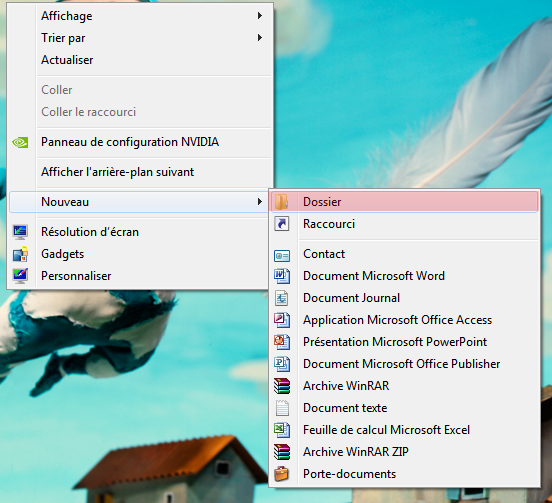 Affichage
Trier par
Actualiser
Coller
Coller le raccourci
Panneau de configuration NVIDIA
Afficher l'arrière-plan suivant
Nouveau
Résolution d'écran
Gadgets
Personnaliser
Dossier
Raccourci
Contact
Document Microsoft Word
Document Journal
Application Microsoft Office Access
Présentation Microsoft PowerPoint
Document Microsoft Office Publisher
Archive WinRAR
Document texte
Feuille de calcul Microsoft Excel
Archive WinRAR ZIP
Porte-documents